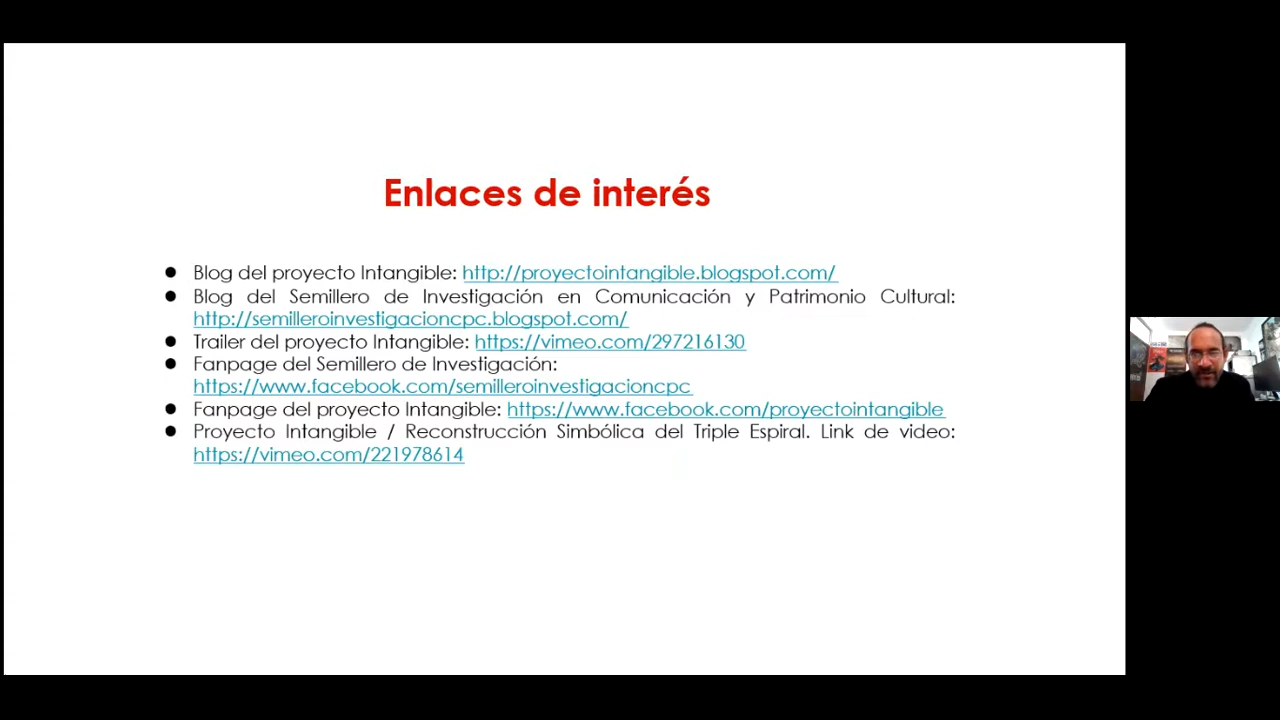 Enlaces de interés
● Blog del proyecto Intangible: http://proyectointangible.blogspot.com/
● Blog del Semillero de Investigación en Comunicación y Patrimonio Cultural:
http://semilleroinvestigacioncpc.blogspot.com/
● Trailer del proyecto Intangible: https://vimeo.com/297216130
● Fanpage del Semillero de Investigación:
https://www.facebook.com/semilleroinvestigacioncpc
● Fanpage del proyecto Intangible: https://www.facebook.com/proyectointangible
● Proyecto Intangible / Reconstrucción Simbólica del Triple Espiral. Link de video:
https://vimeo.com/221978614